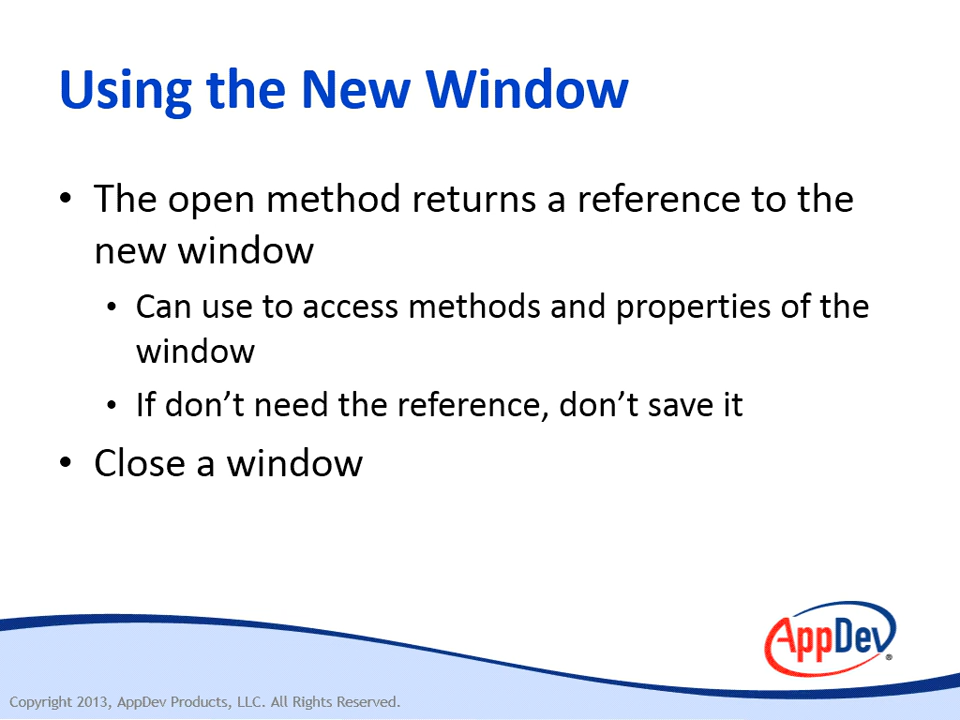 Using the New Window
• The open method returns a reference to the
new window
• Can use to access methods and properties of the
window
• If don’t need the reference, don’t save it
• Close a window
AppDev®
Copyright 2013, AppDev Products, LLC. All Rights Reserved.